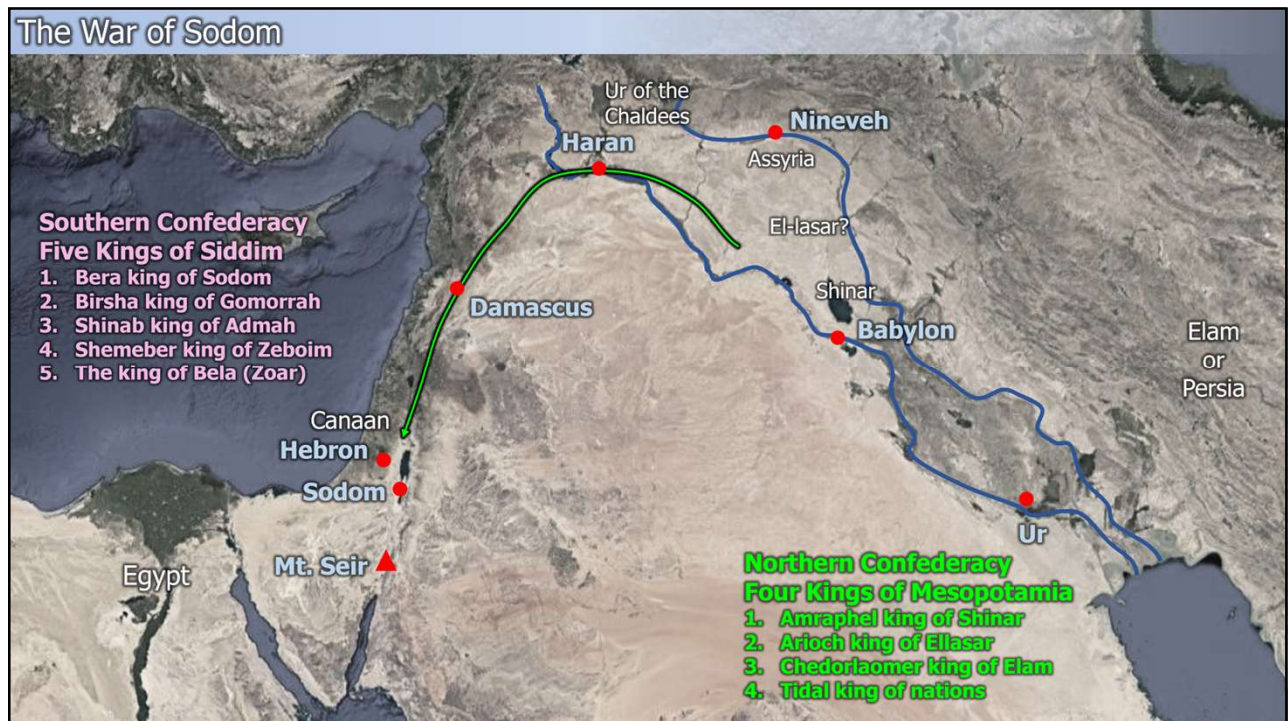 The War of Sodom
Ur of the
Chaldees
Nineveh
Haran
Assyria
Southern Confederacy
Five Kings of Siddim
1. Bera king of Sodom
2. Birsha king of Gomorrah
3. Shinab king of Admah
4. Shemeber king of Zeboim
5. The king of Bela (Zoar)
El-lasar?
Damascus
Shinar
Babylon
Elam
or
Persia
Canaan
Hebron
Sodom
Ur
Mt. Seir
Egypt
Northern Confederacy
Four Kings of Mesopotamia
1. Amraphel king of Shinar
2. Arioch king of Ellasar
3. Chedorlaomer king of Elam
4. Tidal king of nations